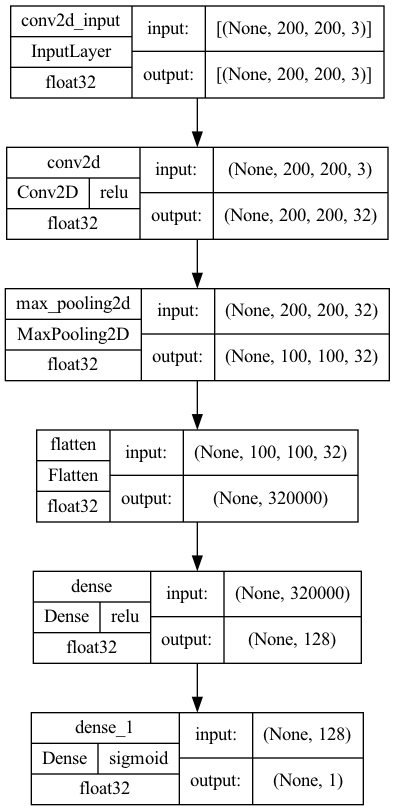 conv2d_input input: [(None, 200, 200, 3)]
InputLayer
float32 output: [(None, 200, 200, 3)]
conv2d input: (None, 200, 200, 3)
Conv2D relu
float32 output: (None, 200, 200, 32)
max_pooling2d input: (None, 200, 200, 32)
MaxPooling2D
float32 output: (None, 100, 100, 32)
flatten input: (None, 100, 100, 32)
Flatten
float32 output: (None, 320000)
dense input: (None, 320000)
Dense relu
float32 output: (None, 128)
dense_1 input: (None, 128)
Dense sigmoid
float32 output: (None, 1)